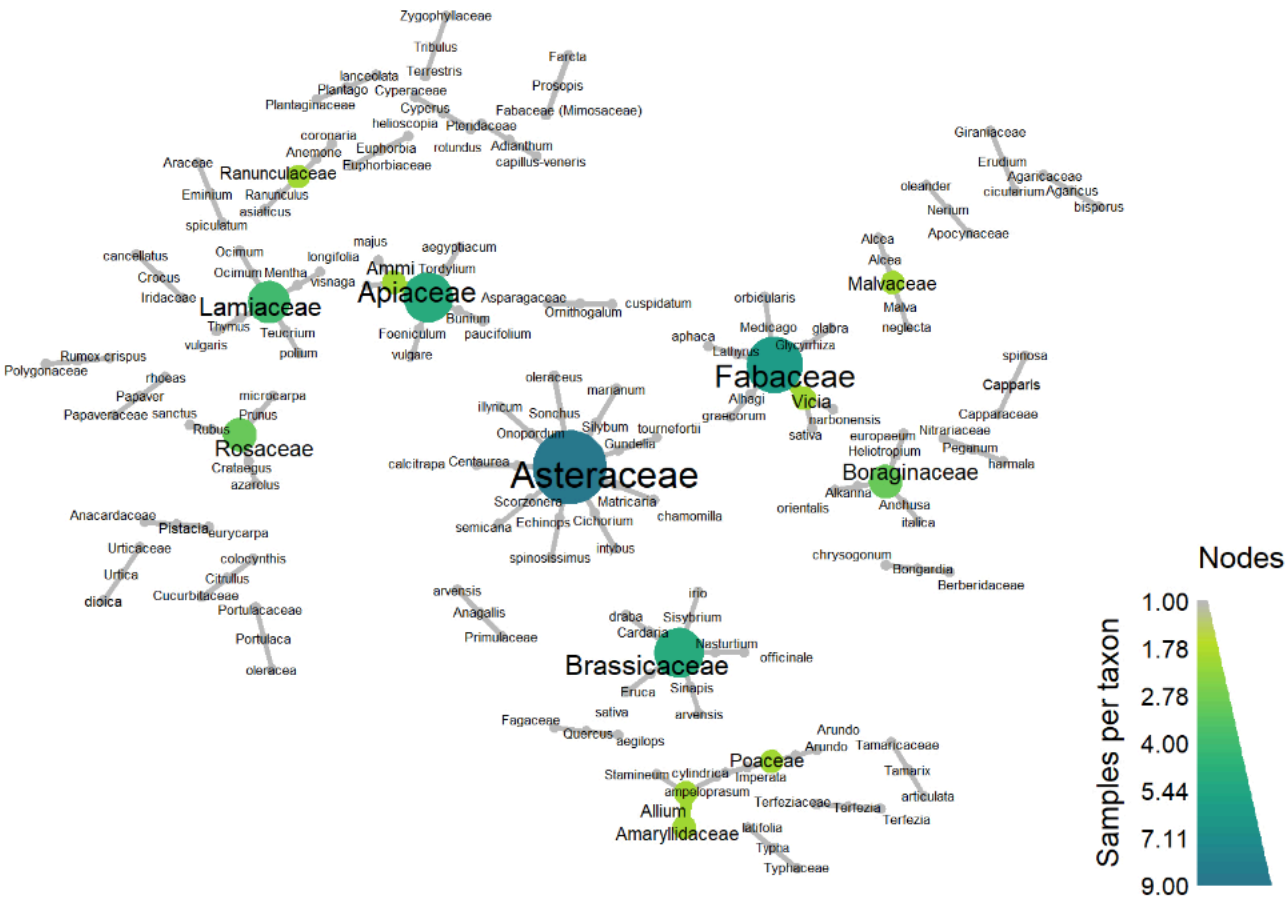 Zygophyllaceae
Tribulus
Terrestris
Farcta
Prosopis
Fabaceae (Mimosaceae)
lanceolata
Plantago
Plantaginaceae
Cyperaceae
Cyperus
rotundus
helioscopia
Euphorbia
Euphorbiaceae
Pteridaceae
Adianthum
capillus-veneris
coronaria
Anemone
Ranunculaceae
Ranunculus
asiaticus
Araceae
Eminium
spiculatum
Giraniaceae
Erudium
cicutarium
Agaricaceae
Agaricus
bisporus
oleander
Nerium
Apocynaceae
cancellatus
Crocus
Iridaceae
Ocimum
Ocimum
Mentha
longifolia
Lamiaceae
Thymus
vulgaris
Teucrium
polium
majus
Ammi
visnaga
Apiaceae
aegyptiacum
Tordylium
Bunium
paucifolium
Foeniculum
vulgare
Asparagaceae
Ornithogalum
cuspidatum
Alcea
Alcea
Malvaceae
Malva
neglecta
orbicularis
Medicago
glabra
Glycyrrhiza
aphaca
Lathyrus
Fabaceae
Alhagi
graecorum
Vicia
narbonensis
sativa
spinosa
Capparis
Capparaceae
Rumex crispus
Polygonaceae
rhoeas
Papaver
Papaveraceae
sanctus
Rubus
microcarpa
Prunus
Rosaceae
Crataegus
azarolus
oleraceus
Sonchus
marianum
Silybum
tournefortii
Gundelia
illyricum
Onopordum
calcitrapa
Centaurea
Asteraceae
Scorzonera
semicana
Echinops
spinosissimus
Cichorium
intybus
Matricaria
chamomilla
europaeum
Heliotropium
Boraginaceae
Alkanna
orientalis
Anchusa
italica
Nitrariaceae
Peganum
harmala
Anacardaceae
Pistacia
eurycarpa
Urticaceae
Urtica
dioica
colocynthis
Citrullus
Cucurbitaceae
Portulacaceae
Portulaca
oleracea
chrysogonum
Bongardia
Berberidaceae
arvensis
Anagallis
Primulaceae
irio
Sisybrium
draba
Cardaria
Nasturtium
officinale
Brassicaceae
Eruca
sativa
Sinapis
arvensis
Fagaceae
Quercus
aegilops
Arundo
Arundo
Poaceae
Imperata
cylindrica
Stamineum
ampeloprasum
Allium
Amaryllidaceae
Tamaricaceae
Tamarix
articulata
Terfeziaceae
Terfezia
Terfezia
latifolia
Typha
Typhaceae
Nodes
Samples per taxon
1.00
1.78
2.78
4.00
5.44
7.11
9.00